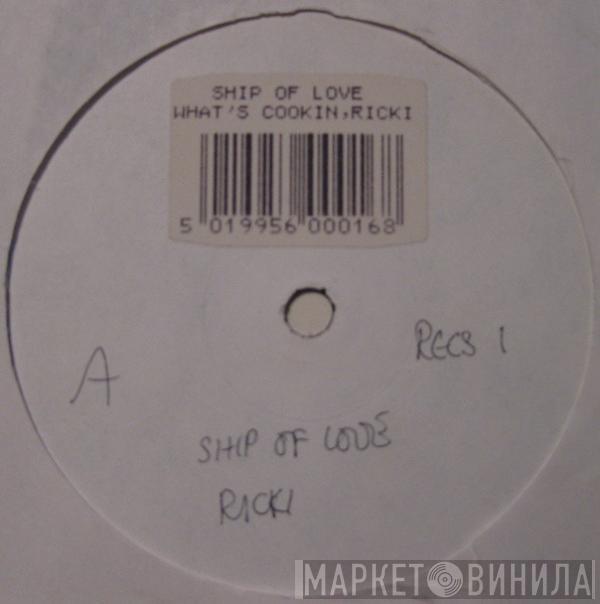 SHIP OF LOVE
WHAT'S COOKIN,RICKI
5 019956 000168
A
RECS 1
SHIP OF LOVE
RICKI
МАРКЕТ ВИНИЛА